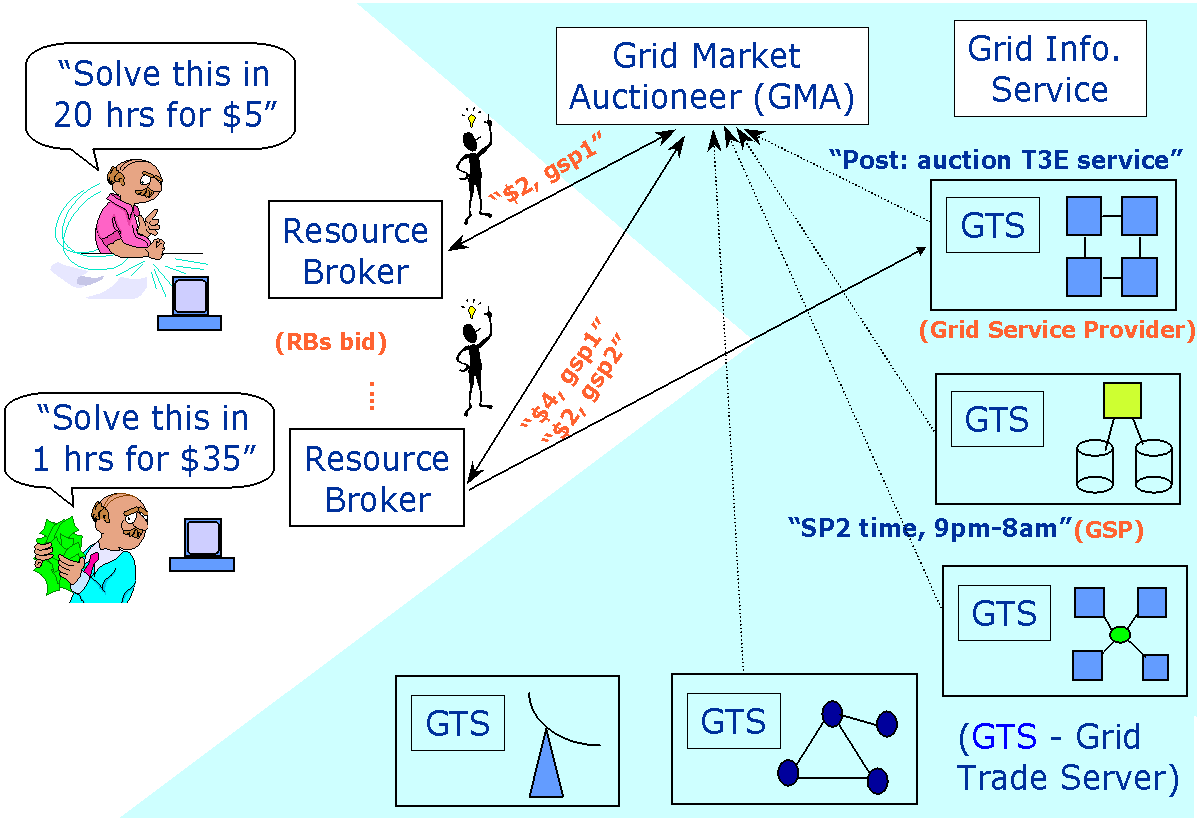 “Solve this in
20 hrs for $5”
Grid Market
Auctioneer (GMA)
Grid Info.
Service
“Post: auction T3E service”
“$2, gsp1”
Resource
Broker
GTS
(Grid Service Provider)
(RBs bid)
“$4, gsp1”
“$2, gsp2”
“Solve this in
1 hrs for $35”
Resource
Broker
GTS
“SP2 time, 9pm-8am” (GSP)
GTS
GTS
GTS
(GTS - Grid
Trade Server)